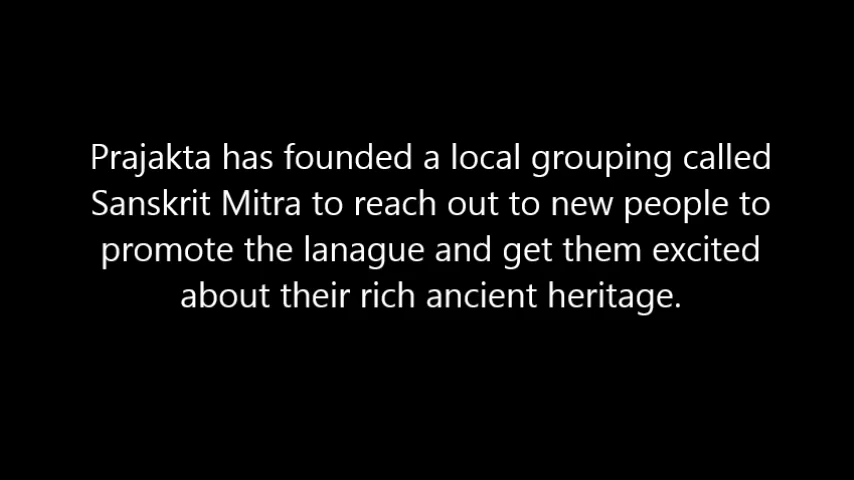 Prajakta has founded a local grouping called
Sanskrit Mitra to reach out to new people to
promote the lanague and get them excited
about their rich ancient heritage.